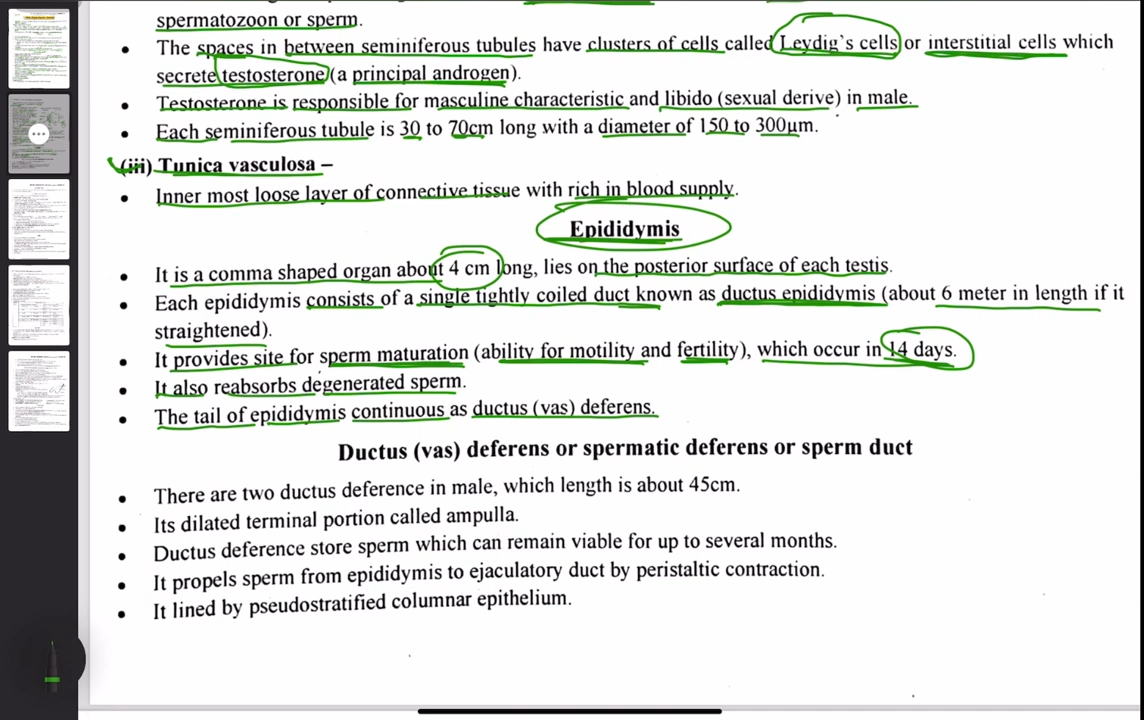 spermatozoon or sperm.
• The spaces in between seminiferous tubules have clusters of cells called Leydig's cells or interstitial cells which
secrete testosterone (a principal androgen).
• Testosterone is responsible for masculine characteristic and libido (sexual derive) in male.
• Each seminiferous tubule is 30 to 70cm long with a diameter of 150 to 300µm.
(iii) Tunica vasculosa –
• Inner most loose layer of connective tissue with rich in blood supply.
Epididymis
• It is a comma shaped organ about 4 cm long, lies on the posterior surface of each testis.
• Each epididymis consists of a single tightly coiled duct known as ductus epididymis (about 6 meter in length if it
straightened).
• It provides site for sperm maturation (ability for motility and fertility), which occur in 14 days.
• It also reabsorbs degenerated sperm.
• The tail of epididymis continuous as ductus (vas) deferens.
Ductus (vas) deferens or spermatic deferens or sperm duct
• There are two ductus deference in male, which length is about 45cm.
• Its dilated terminal portion called ampulla.
• Ductus deference store sperm which can remain viable for up to several months.
• It propels sperm from epididymis to ejaculatory duct by peristaltic contraction.
• It lined by pseudostratified columnar epithelium.